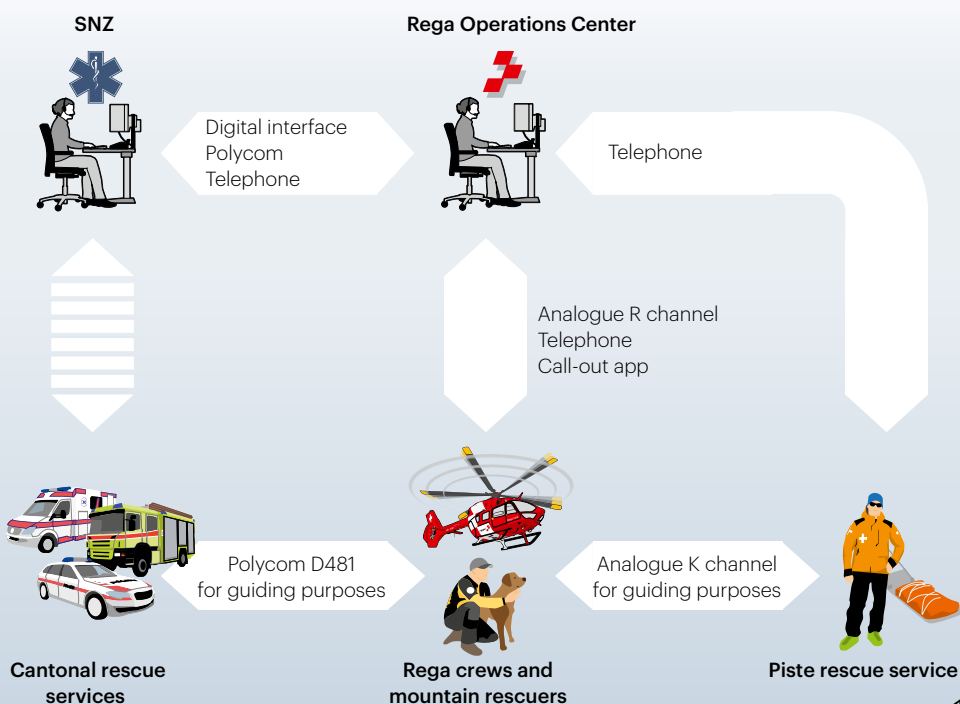 SNZ
Rega Operations Center
Digital interface
Polycom
Telephone
Telephone
Analogue R channel
Telephone
Call-out app
Polycom D481
for guiding purposes
Analogue K channel
for guiding purposes
Cantonal rescue
services
Rega crews and
mountain rescuers
Piste rescue service